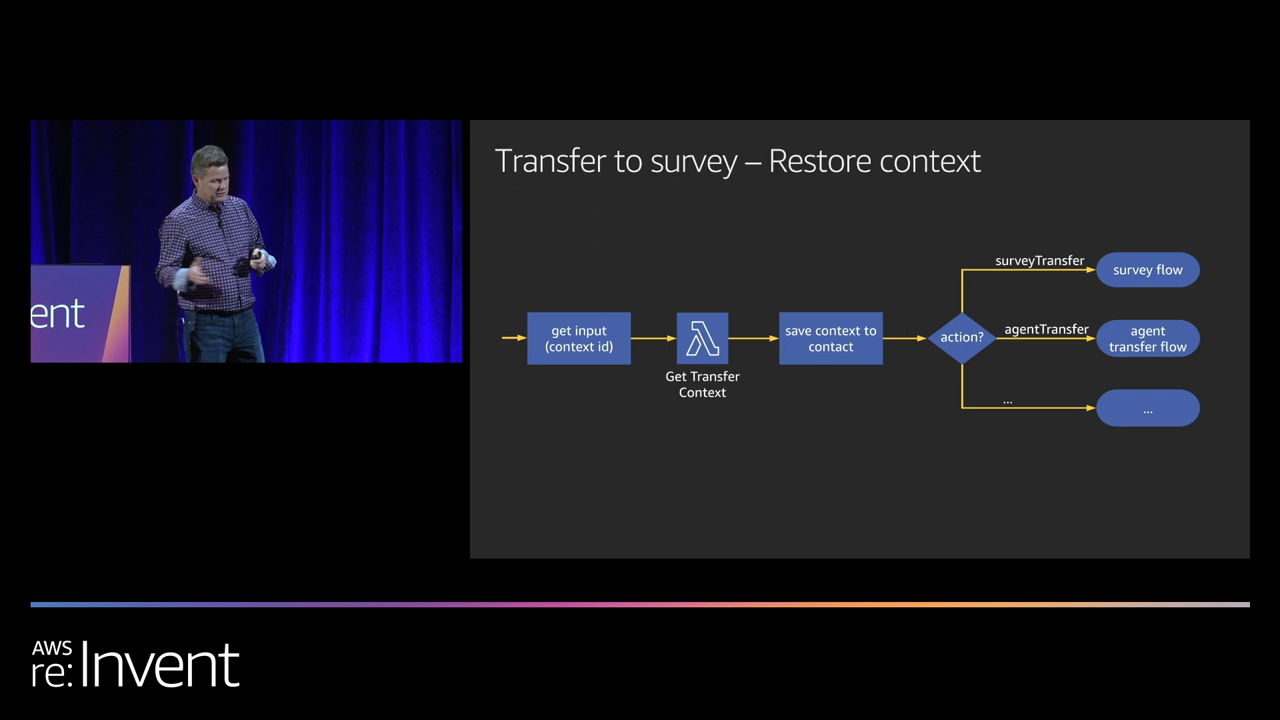 Transfer to survey – Restore context
surveyTransfer
survey flow
get input
(context id)
Get Transfer
Context
save context to
contact
action?
agentTransfer
agent
transfer flow
...
...
ent
AWS
re:Invent